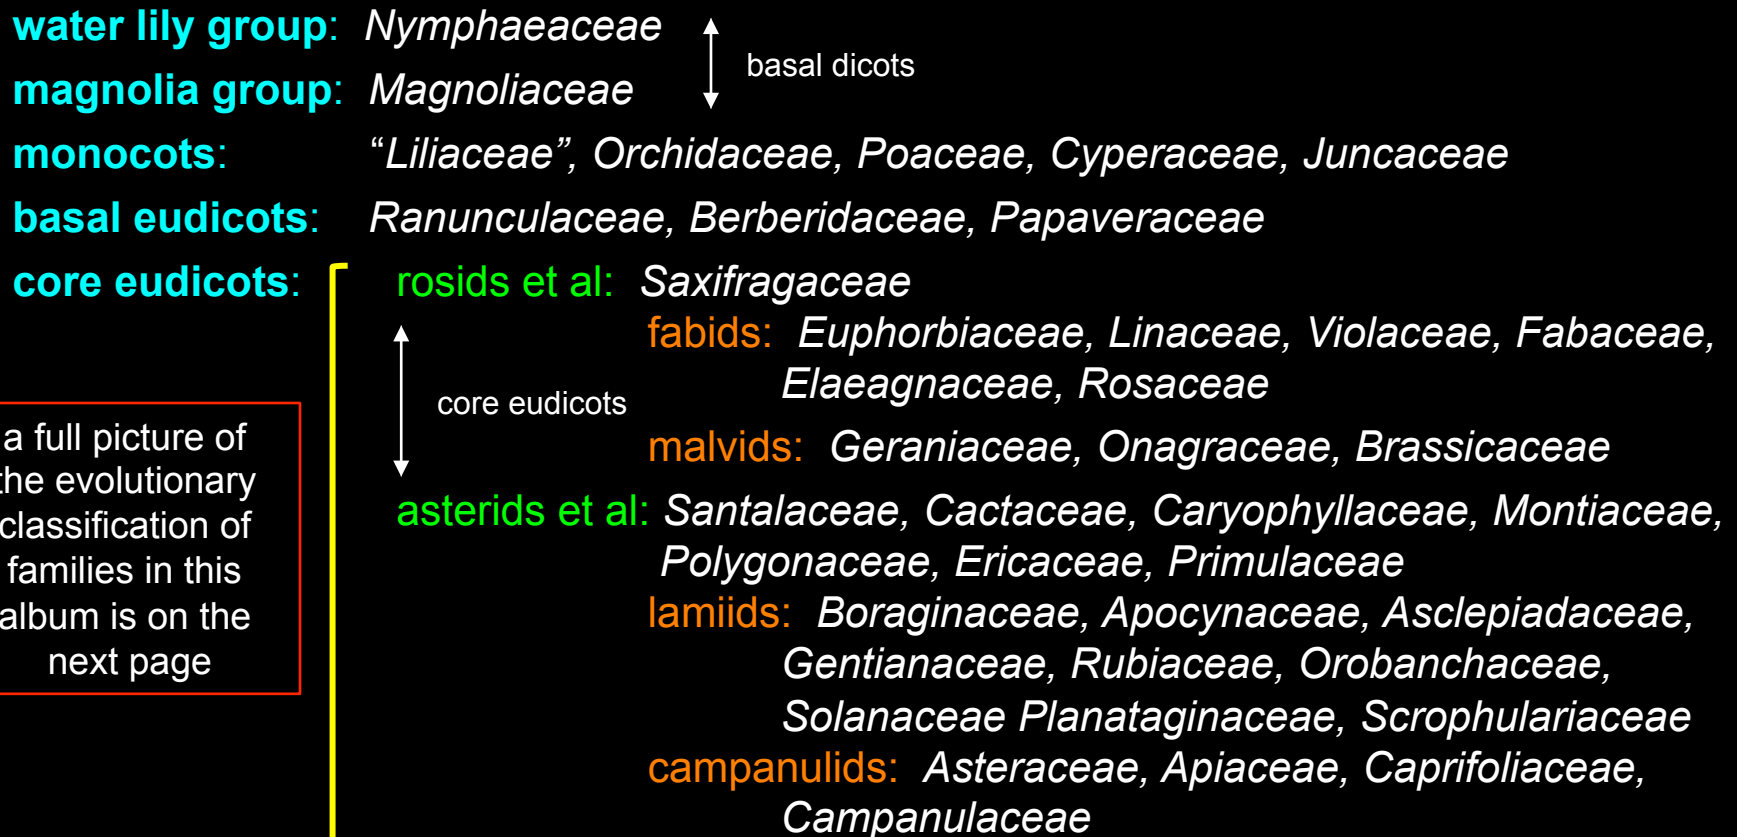 water lily group: Nymphaeaceae
basal dicots
magnolia group: Magnoliaceae
monocots: “Liliaceae”, Orchidaceae, Poaceae, Cyperaceae, Juncaceae
basal eudicots: Ranunculaceae, Berberidaceae, Papaveraceae
core eudicots: rosids et al: Saxifragaceae
fabids: Euphorbiaceae, Linaceae, Violaceae, Fabaceae,
Elaeagnaceae, Rosaceae
core eudicots
malvids: Geraniaceae, Onagraceae, Brassicaceae
asterids et al: Santalaceae, Cactaceae, Caryophyllaceae, Montiaceae,
Polygonaceae, Ericaceae, Primulaceae
lamiids: Boraginaceae, Apocynaceae, Asclepiadaceae,
Gentianaceae, Rubiaceae, Orobanchaceae,
Solanaceae Planataginaceae, Scrophulariaceae
campanulids: Asteraceae, Apiaceae, Caprifoliaceae,
Campanulaceae
a full picture of
the evolutionary
classification of
families in this
album is on the
next page